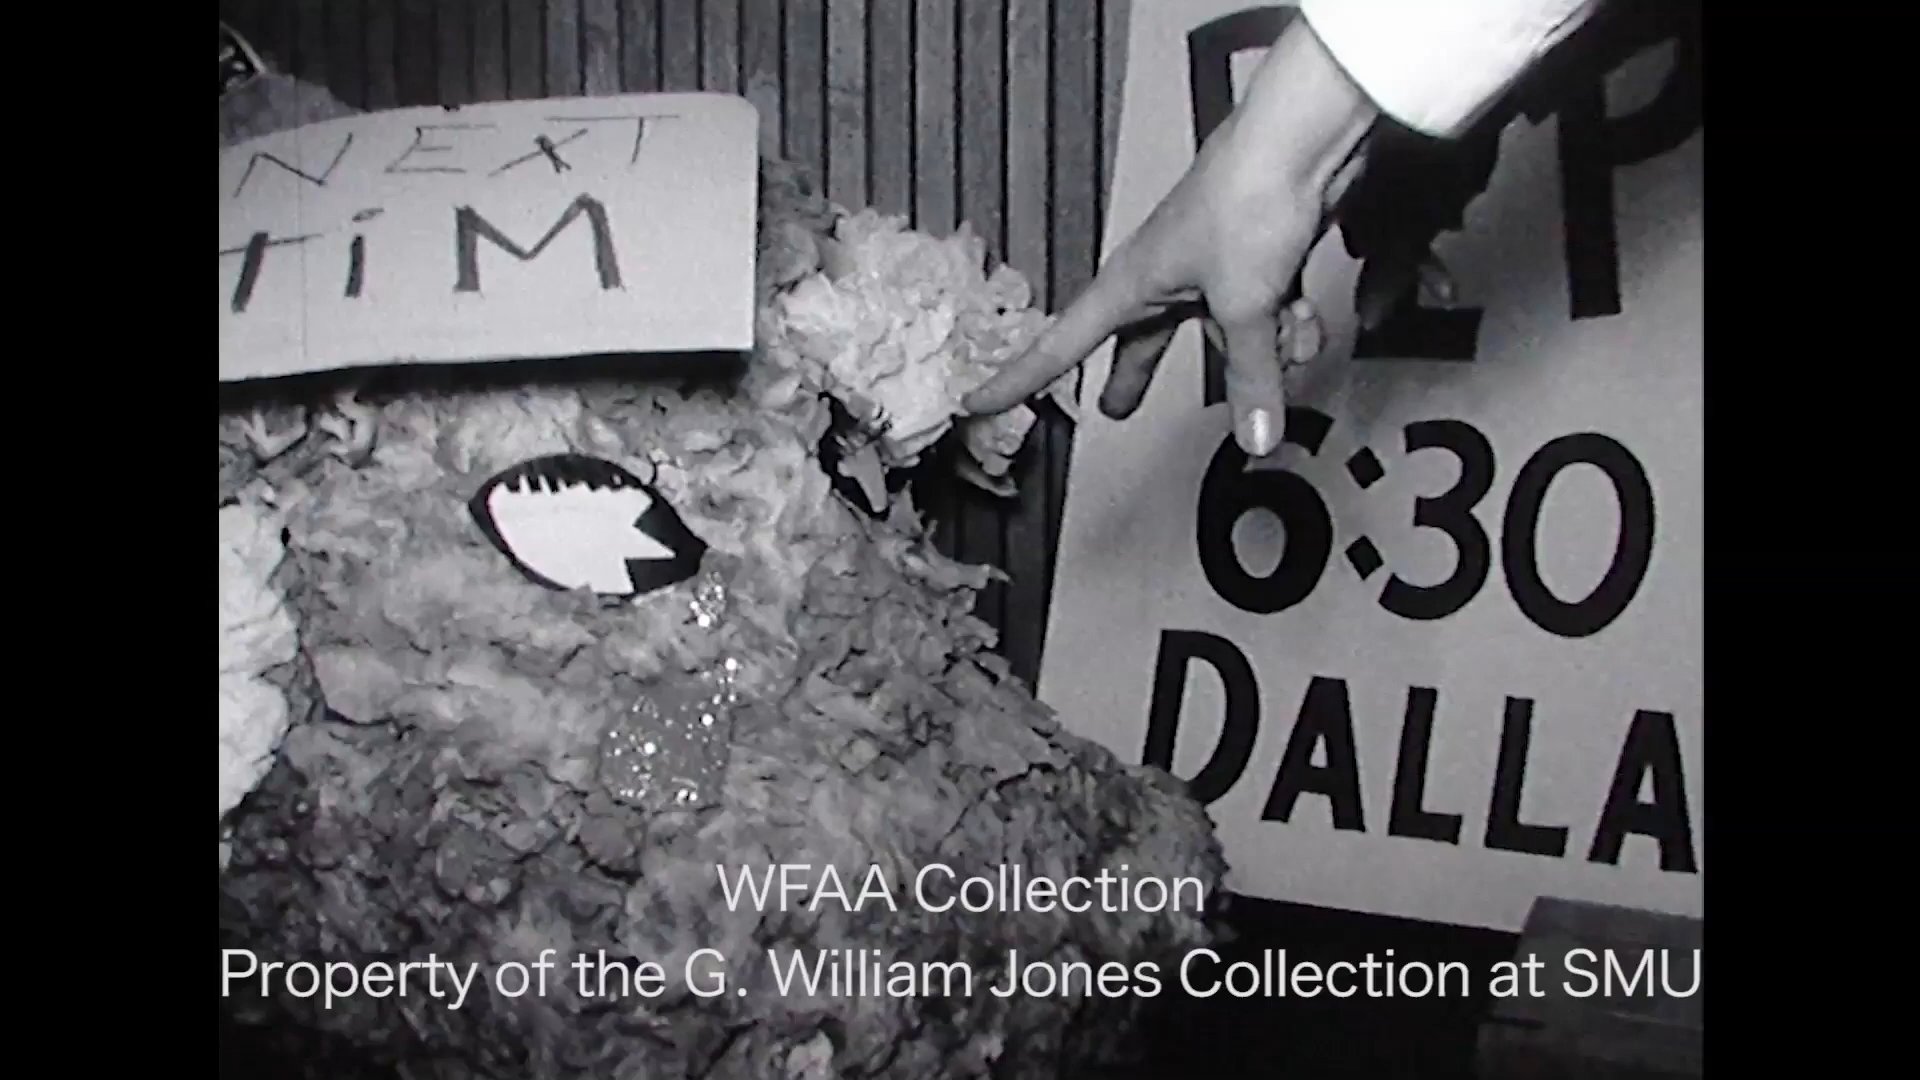 NEXT
TiM
P
6:30
DALLA
WFAA Collection
Property of the G. William Jones Collection at SMU